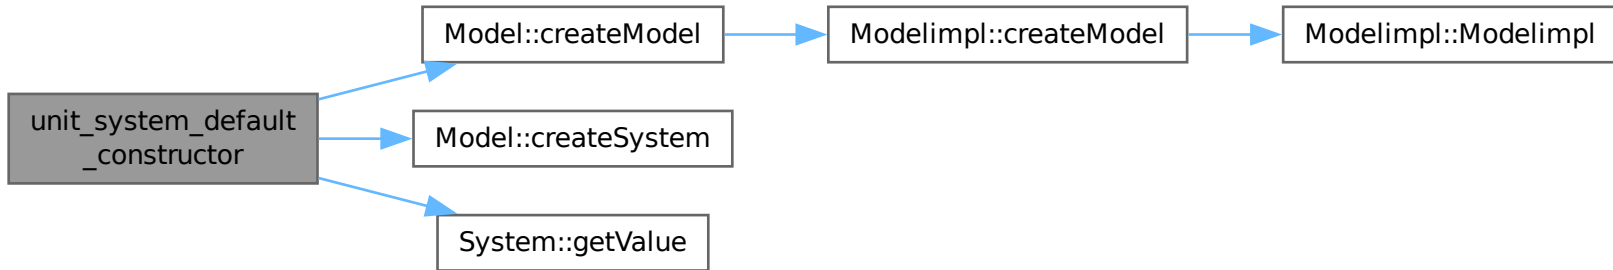 Model::createModel
Modelimpl::createModel
Modelimpl::Modelimpl
unit_system_default
_constructor
Model::createSystem
System::getValue